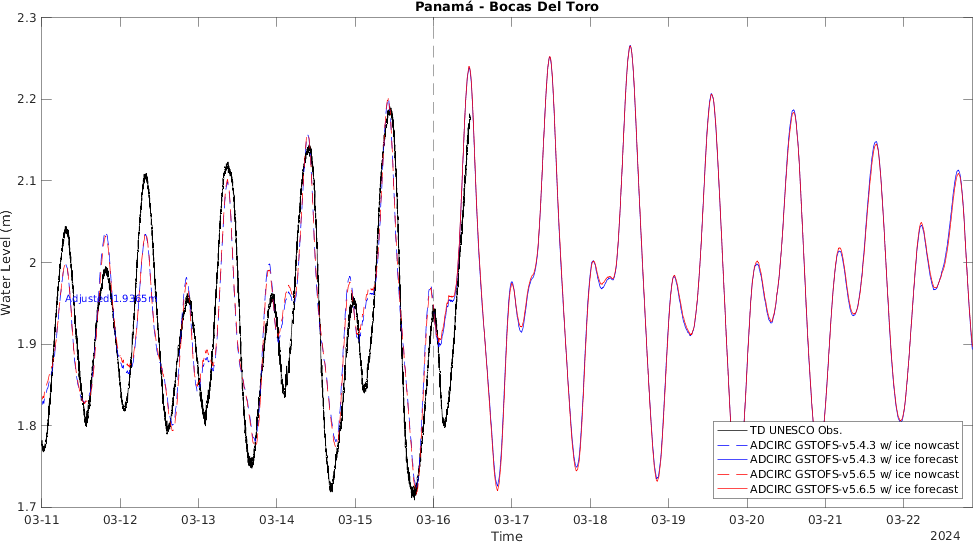 Panamá - Bocas Del Toro
Water Level (m)
2.3
2.2
2.1
2
1.9
1.8
1.7
Adjusted:1.9365m
TD UNESCO Obs.
ADCIRC GSTOFS-v5.4.3 w/ ice nowcast
ADCIRC GSTOFS-v5.4.3 w/ ice forecast
ADCIRC GSTOFS-v5.6.5 w/ ice nowcast
ADCIRC GSTOFS-v5.6.5 w/ ice forecast
03-11 03-12 03-13 03-14 03-15 03-16 03-17 03-18 03-19 03-20 03-21 03-22
Time
2024